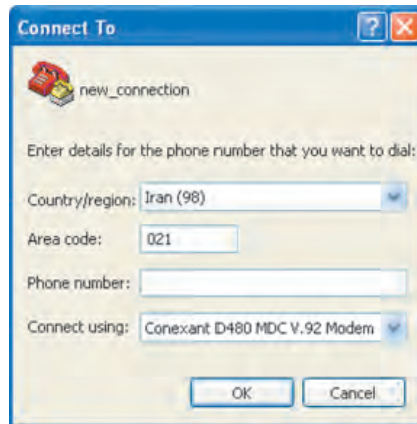 Connect To
new_connection
Enter details for the phone number that you want to dial:
Country/region: Iran (98)
Area code: 021
Phone number:
Connect using: Conexant D480 MDC V.92 Modem
OK Cancel